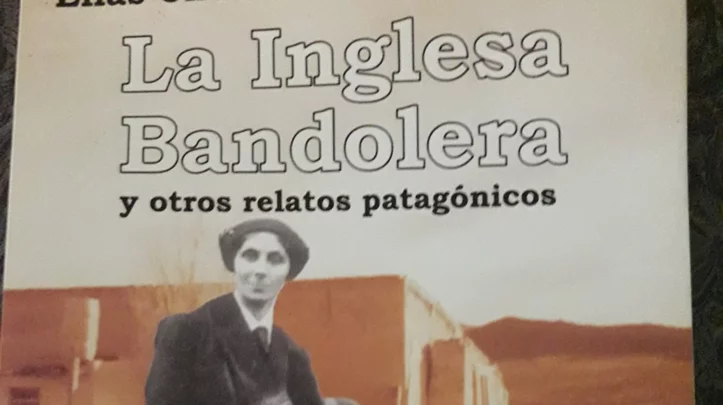 La Inglesa
Bandolera
y otros relatos patagónicos